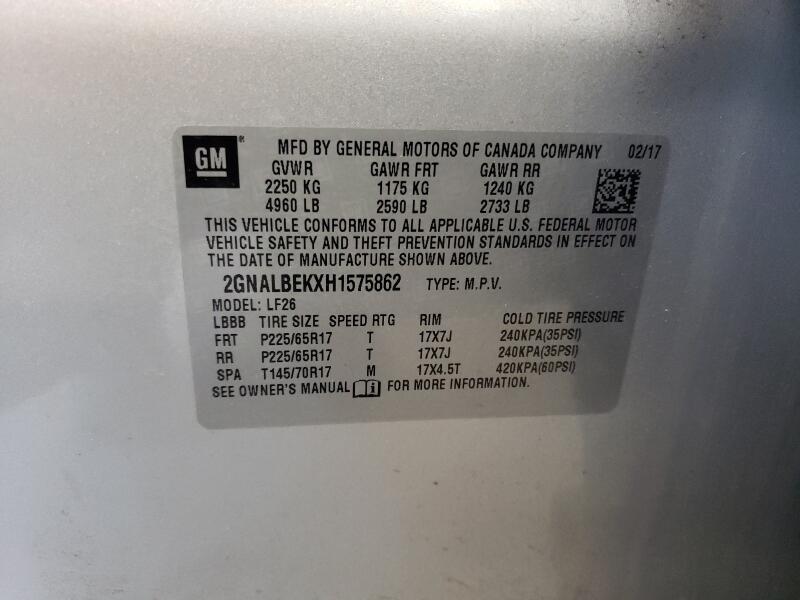 GM ® MFD BY GENERAL MOTORS OF CANADA COMPANY 02/17
GVWR GAWR FRT GAWR RR
2250 KG 1175 KG 1240 KG
4960 LB 2590 LB 2733 LB
THIS VEHICLE CONFORMS TO ALL APPLICABLE U.S. FEDERAL MOTOR
VEHICLE SAFETY AND THEFT PREVENTION STANDARDS IN EFFECT ON
THE DATE OF MANUFACTURE SHOWN ABOVE.
2GNALBEKXH1575862 TYPE: M.P.V.
MODEL: LF26
LBBB TIRE SIZE SPEED RTG RIM COLD TIRE PRESSURE
FRT P225/65R17 T 17X7J 240KPA(35PSI)
RR P225/65R17 T 17X7J 240KPA(35PSI)
SPA T145/70R17 M 17X4.5T 420KPA(60PSI)
SEE OWNER'S MANUAL FOR MORE INFORMATION.